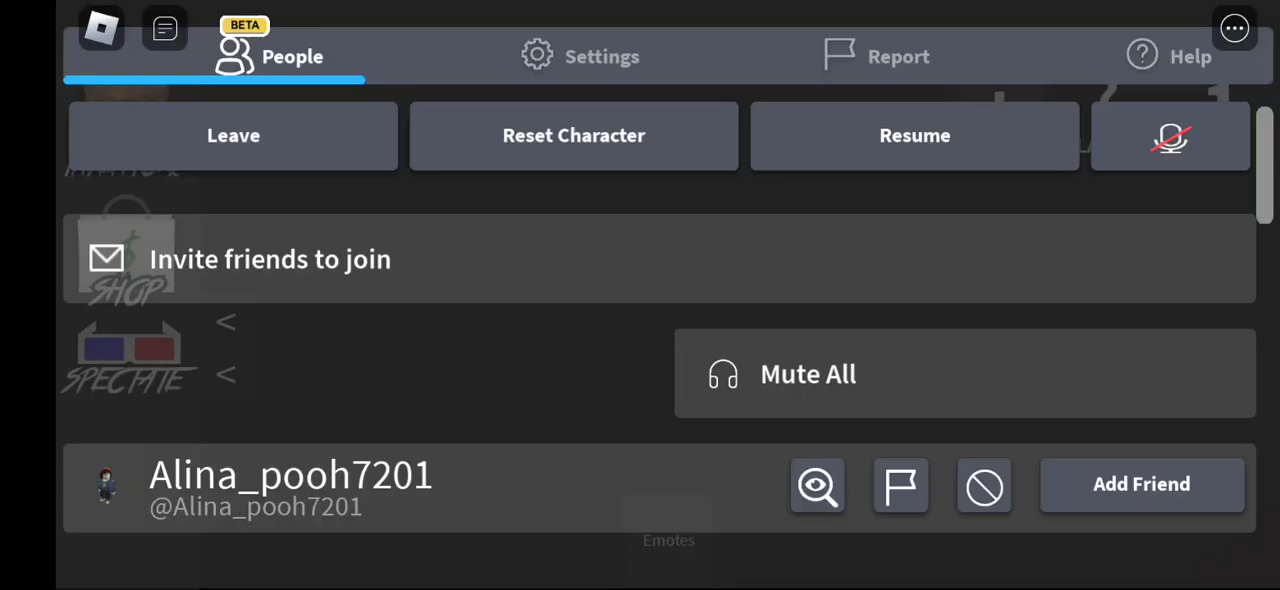 BETA
People
Settings
Report
Help
Leave
Reset Character
Resume
Invite friends to join
SHOP
<
SPECTATE
<
Mute All
Alina_pooh7201
@Alina_pooh7201
Add Friend
Emotes